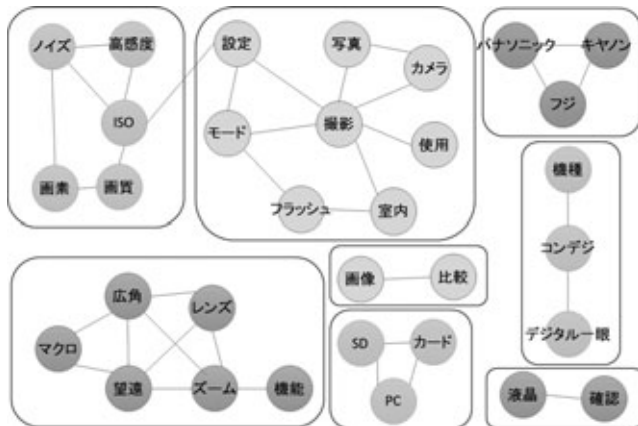 ノイズ
高感度
ISO
画素
画質
設定
写真
カメラ
モード
撮影
使用
フラッシュ
室内
パナソニック
キヤノン
フジ
機種
コンデジ
デジタル一眼
広角
レンズ
マクロ
望遠
ズーム
機能
画像
比較
SD
カード
PC
液晶
確認